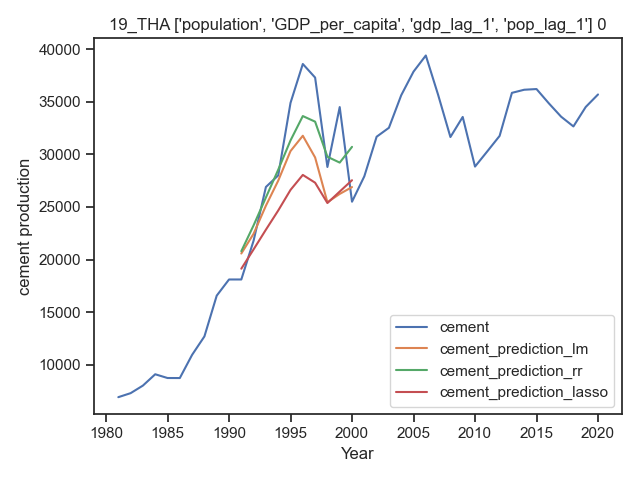 19_THA ['population', 'GDP_per_capita', 'gdp_lag_1', 'pop_lag_1'] 0
40000
35000
30000
25000
20000
15000
10000
cement production
cement
cement_prediction_lm
cement_prediction_rr
cement_prediction_lasso
1980 1985 1990 1995 2000 2005 2010 2015 2020
Year